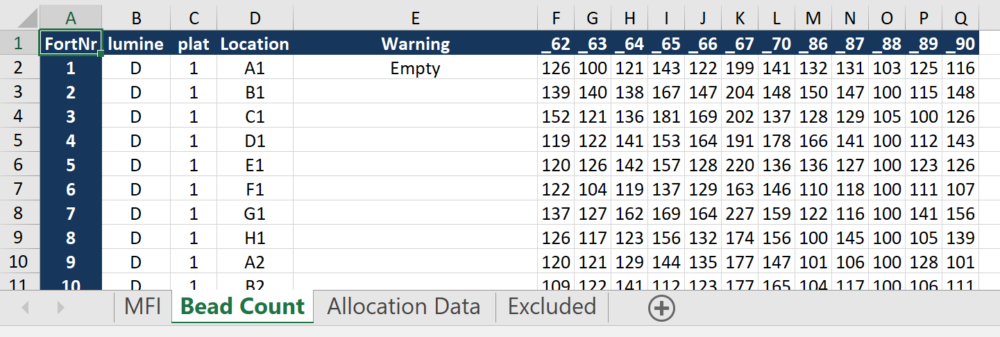 A B C D E F G H I J K L M N O P Q
1 FortNr lumine plat Location Warning _62 _63 _64 _65 _66 _67 _70 _86 _87 _88 _89 _90
2 1 D 1 A1 Empty 126 100 121 143 122 199 141 132 131 103 125 116
3 2 D 1 B1 139 140 138 167 147 204 148 150 147 100 115 148
4 3 D 1 C1 152 121 136 181 169 202 137 128 129 105 100 126
5 4 D 1 D1 119 122 141 153 164 191 178 166 141 100 112 143
6 5 D 1 E1 120 126 142 157 128 220 136 136 127 100 123 126
7 6 D 1 F1 122 104 119 137 129 163 146 110 118 100 111 107
8 7 D 1 G1 137 127 162 169 164 227 159 122 116 100 141 156
9 8 D 1 H1 126 117 123 156 132 174 156 100 145 100 105 139
10 9 D 1 A2 120 121 129 144 135 177 147 101 106 100 128 101
11 10 D 1 B2 109 122 141 112 123 177 165 104 117 100 106 111
MFI Bead Count Allocation Data Excluded